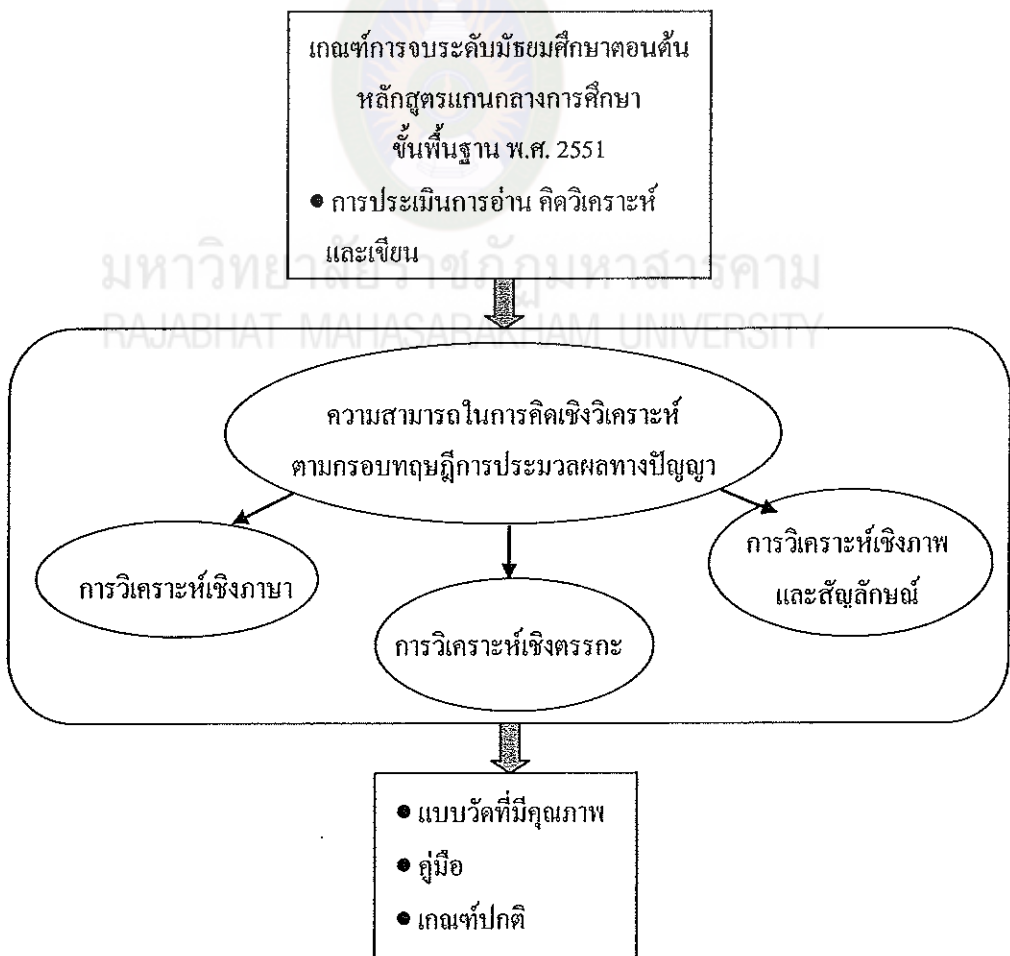 เกณฑ์การจบระดับมัธยมศึกษาตอนต้น
หลักสูตรแกนกลางการศึกษา
ขั้นพื้นฐาน พ.ศ. 2551
● การประเมินการอ่าน คิดวิเคราะห์
และเขียน
มหาวิทยาลัยราชภัฏมหาสารคาม
RAJABHAT MAHASARAKHAM UNIVERSITY
ความสามารถในการคิดเชิงวิเคราะห์
ตามกรอบทฤษฎีการประมวลผลทางปัญญา
การวิเคราะห์เชิงภาษา
การวิเคราะห์เชิงตรรกะ
การวิเคราะห์เชิงภาพ
และสัญลักษณ์
● แบบวัดที่มีคุณภาพ
● คู่มือ
● เกณฑ์ปกติ